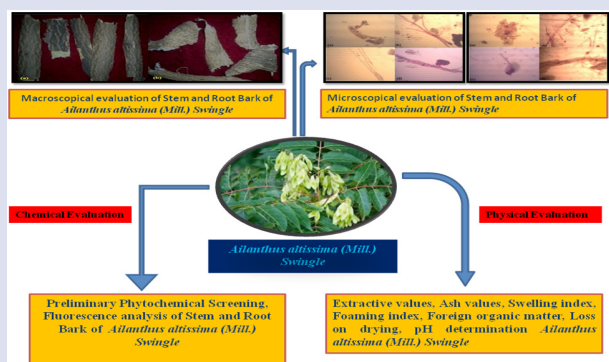 Macroscopical evaluation of Stem and Root Bark of
Ailanthus altissima (Mill.) Swingle
Microscopical evaluation of Stem and Root Bark of
Ailanthus altissima (Mill.) Swingle
Chemical Evaluation
Physical Evaluation
Ailanthus altissima (Mill.)
Swingle
Preliminary Phytochemical Screening,
Fluorescence analysis of Stem and Root
Bark of Ailanthus altissima (Mill.)
Swingle
Extractive values, Ash values, Swelling index,
Foaming index, Foreign organic matter, Loss
on drying, pH determination Ailanthus
altissima (Mill.) Swingle